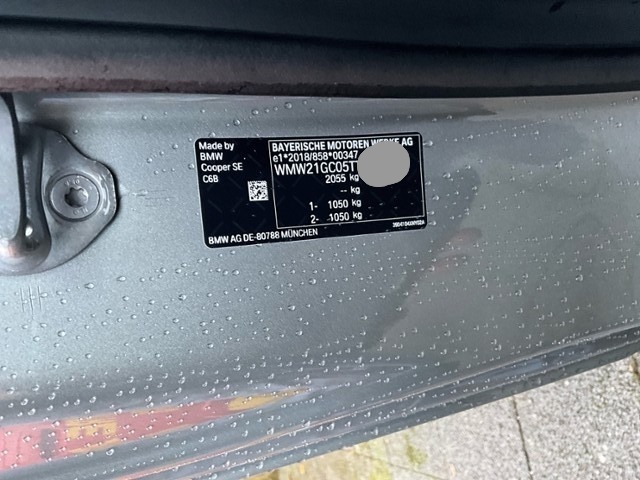 Made by
BMW
Cooper SE
C6B
BAYERISCHE MOTOREN WERKE AG
e1*2018/858*00347
WMW21GC05T
2055 kg
-- kg
1- 1050 kg
2- 1050 kg
BMW AG DE-80788 MÜNCHEN